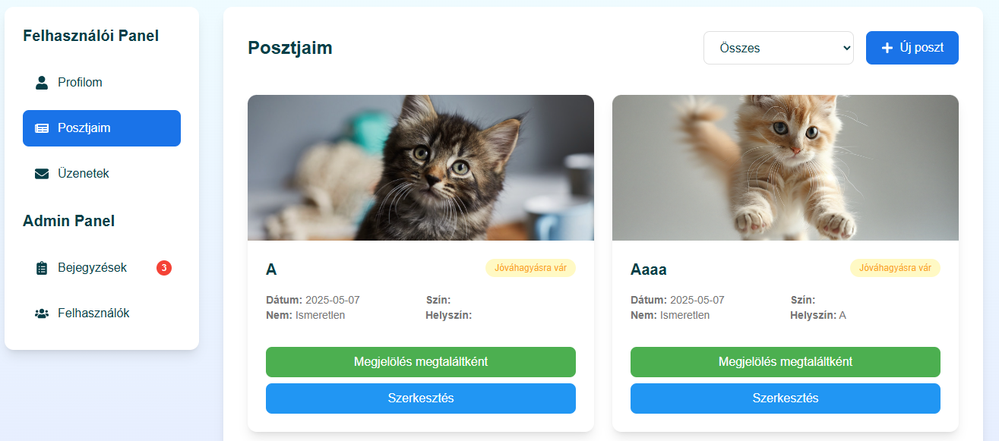 Felhasználói Panel
Profilom
Posztjaim
Üzenetek
Admin Panel
Bejegyzések 3
Felhasználók
Posztjaim
Összes
Új poszt
A
Jóváhagyásra vár
Dátum: 2025-05-07 Szín:
Nem: Ismeretlen Helyszín:
Megjelölés megtaláltként
Szerkesztés
Aaaa
Jóváhagyásra vár
Dátum: 2025-05-07 Szín:
Nem: Ismeretlen Helyszín: A
Megjelölés megtaláltként
Szerkesztés